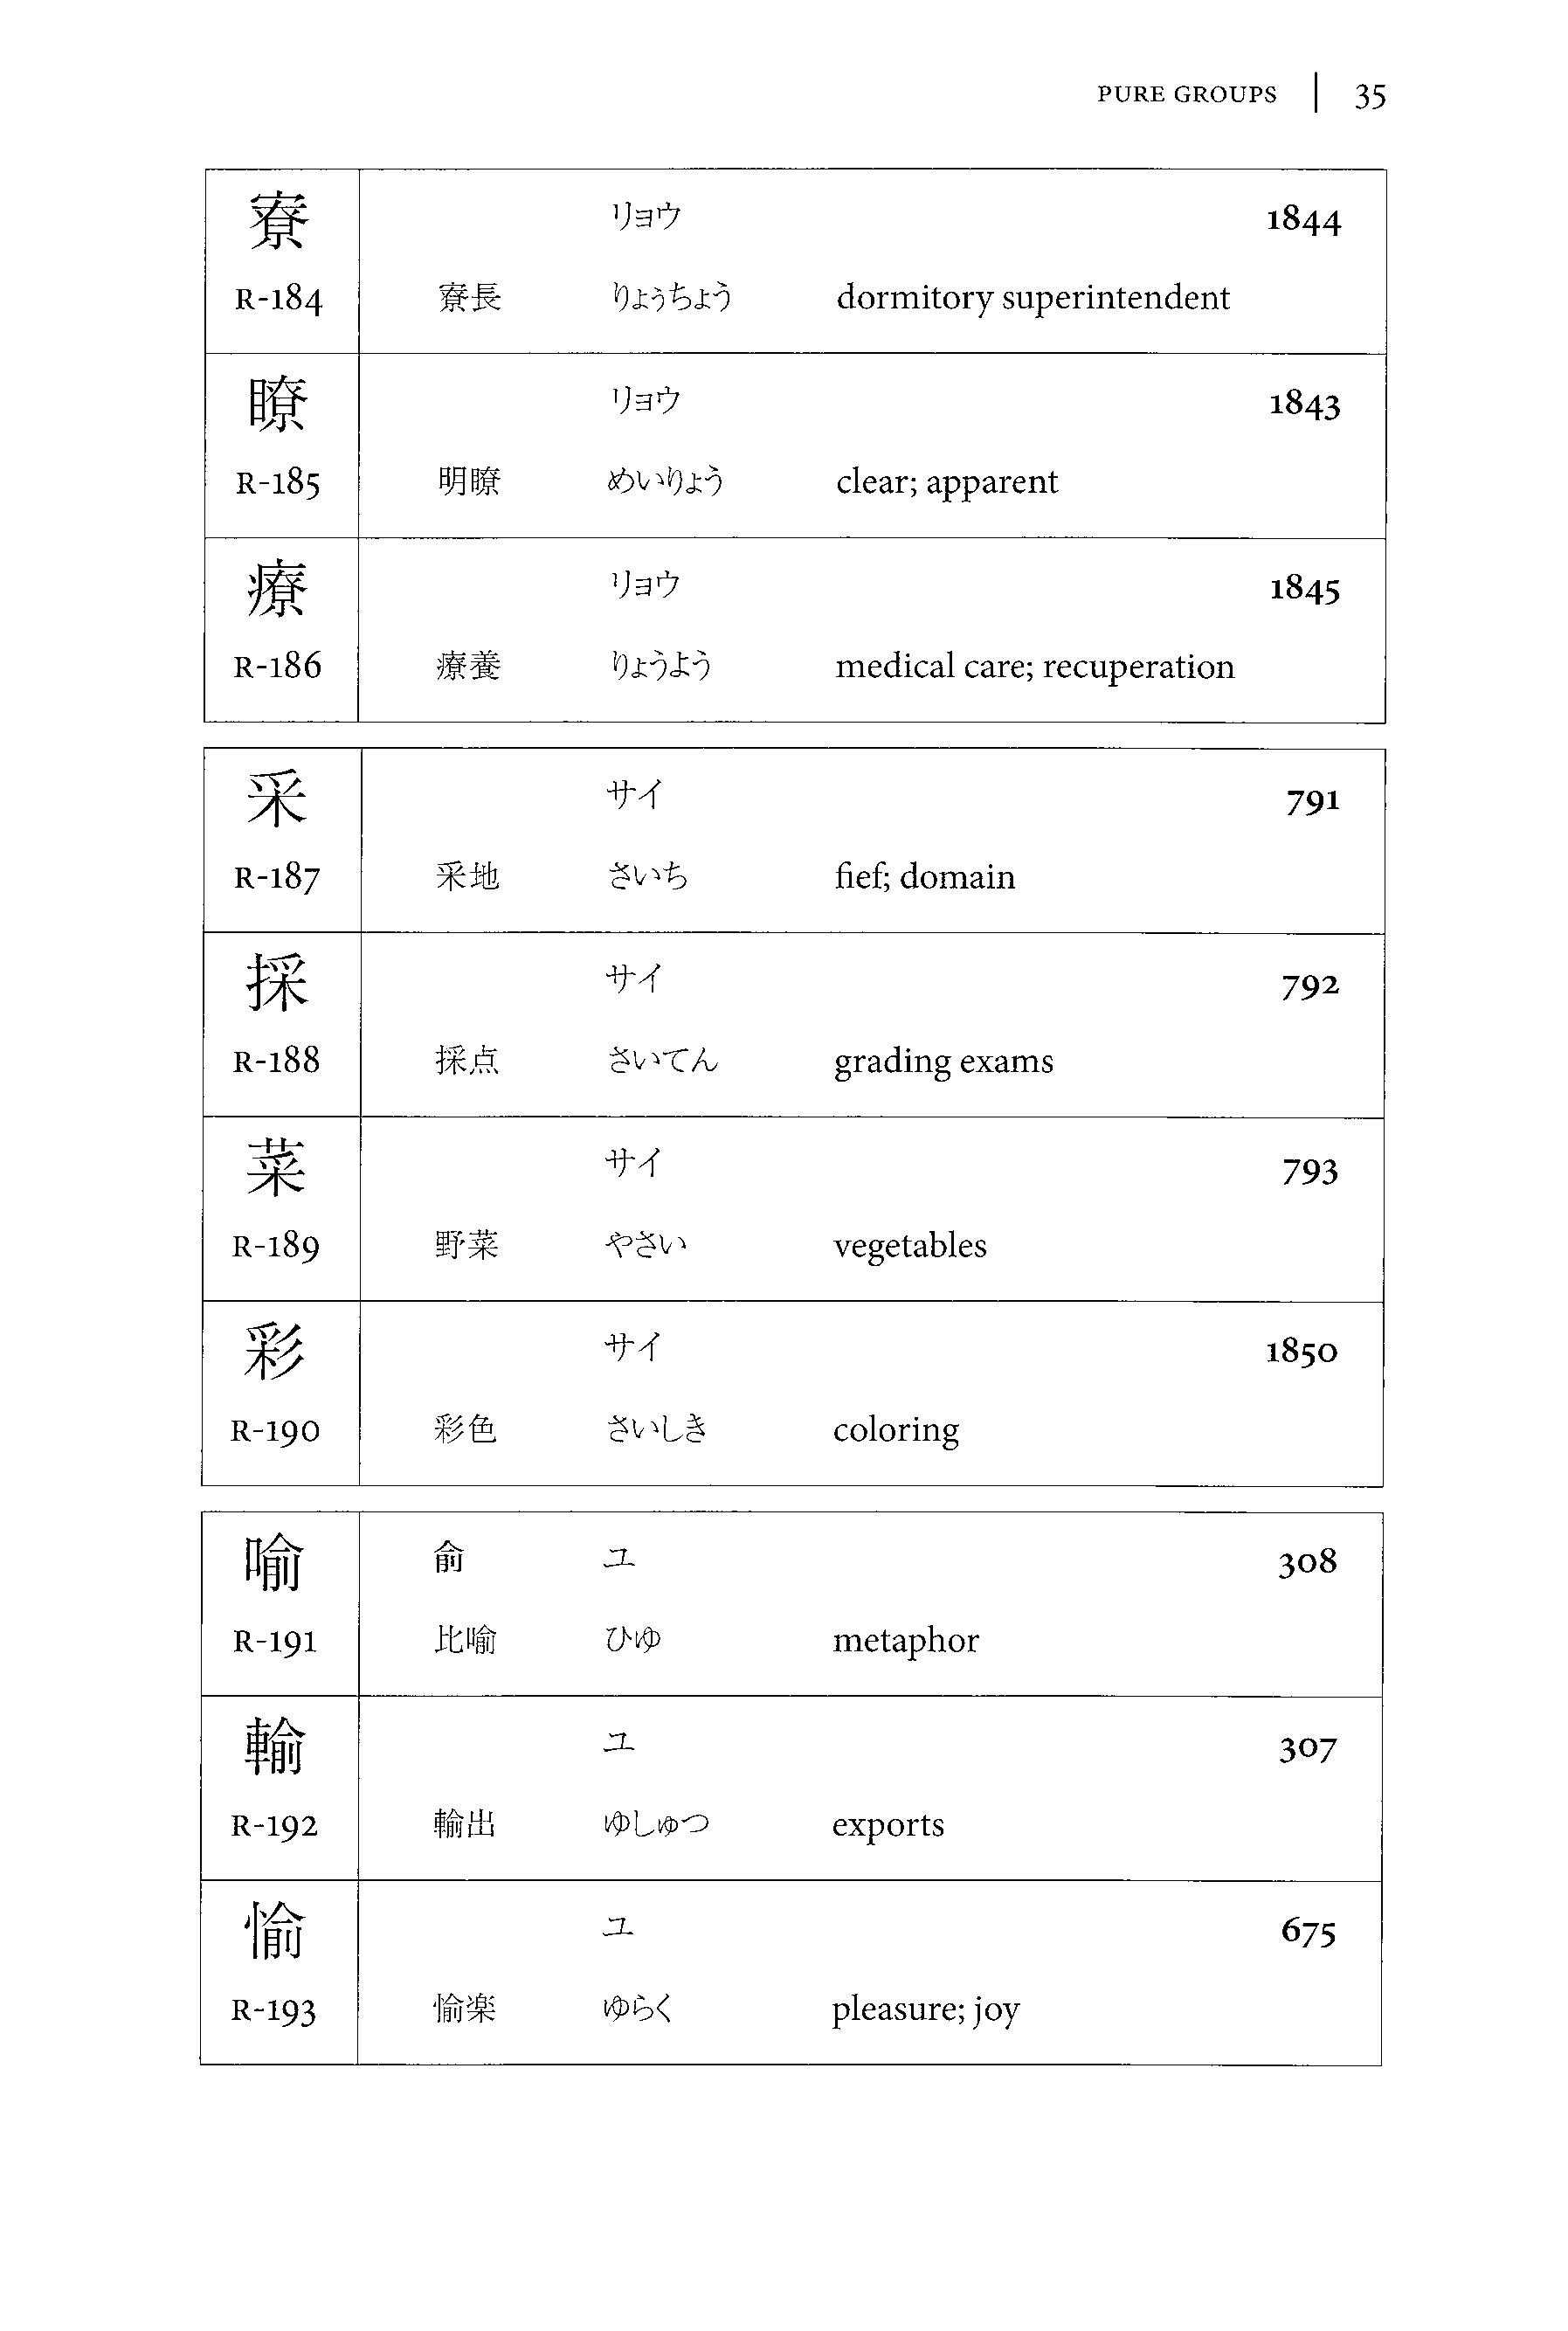 PURE GROUPS | 35
寮 リョウ 1844
R-184 寮長 りょうちょう dormitory superintendent
瞭 リョウ 1843
R-185 明瞭 めいりょう clear; apparent
療 リョウ 1845
R-186 療養 りょうよう medical care; recuperation
采 サイ 791
R-187 采地 さいち fief; domain
採 サイ 792
R-188 採点 さいてん grading exams
菜 サイ 793
R-189 野菜 やさい vegetables
彩 サイ 1850
R-190 彩色 さいしき coloring
喩 兪 ユ 308
R-191 比喩 ひゆ metaphor
輸 ユ 307
R-192 輸出 ゆしゅつ exports
愉 ユ 675
R-193 愉楽 ゆらく pleasure; joy